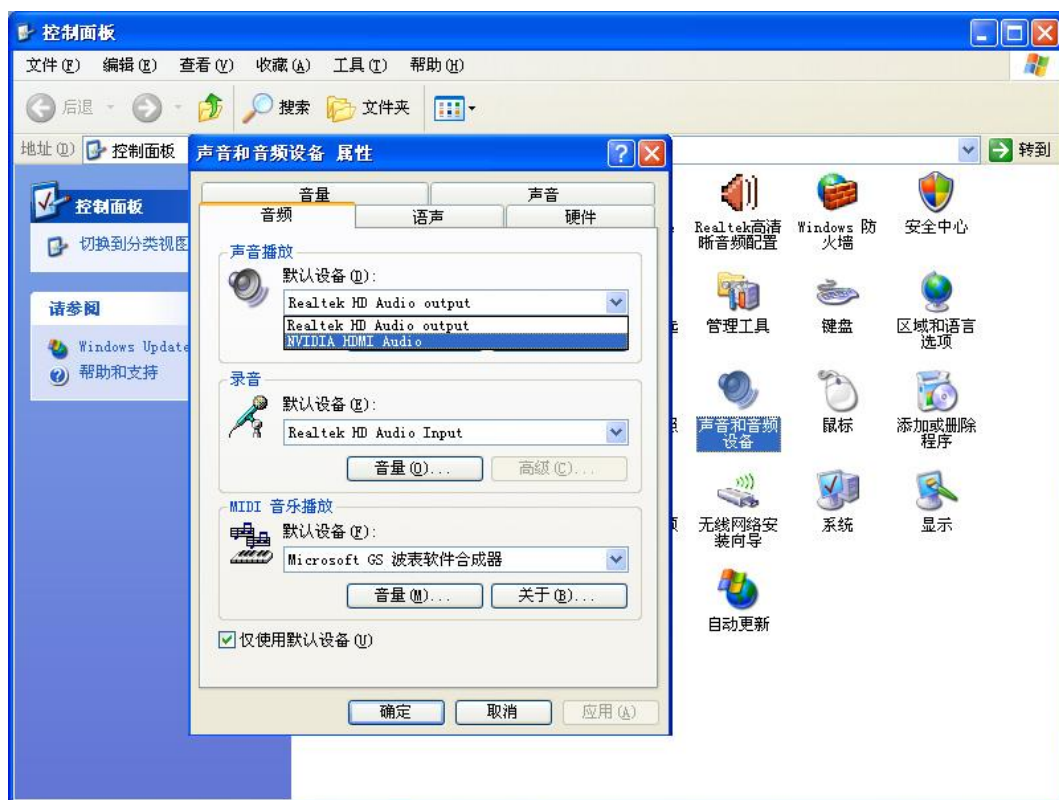 控制面板
文件(F) 编辑(E) 查看(V) 收藏(A) 工具(T) 帮助(H)
后退 搜索 文件夹
地址(D) 控制面板 转到
控制面板
切换到分类视图
请参阅
Windows Update
帮助和支持
声音和音频设备 属性
音量 声音
音频 语声 硬件
声音播放
默认设备(D):
Realtek HD Audio output
Realtek HD Audio output
NVIDIA HDMI Audio
录音
默认设备(E):
Realtek HD Audio Input
音量(O)... 高级(C)...
MIDI 音乐播放
默认设备(F):
Microsoft GS 波表软件合成器
音量(M)... 关于(B)...
仅使用默认设备(U)
确定 取消 应用(A)
Realtek高清
晰音频配置
Windows 防
火墙
安全中心
管理工具
键盘
区域和语言
选项
声音和音频
设备
鼠标
添加或删除
程序
无线网络安
装向导
系统
显示
自动更新